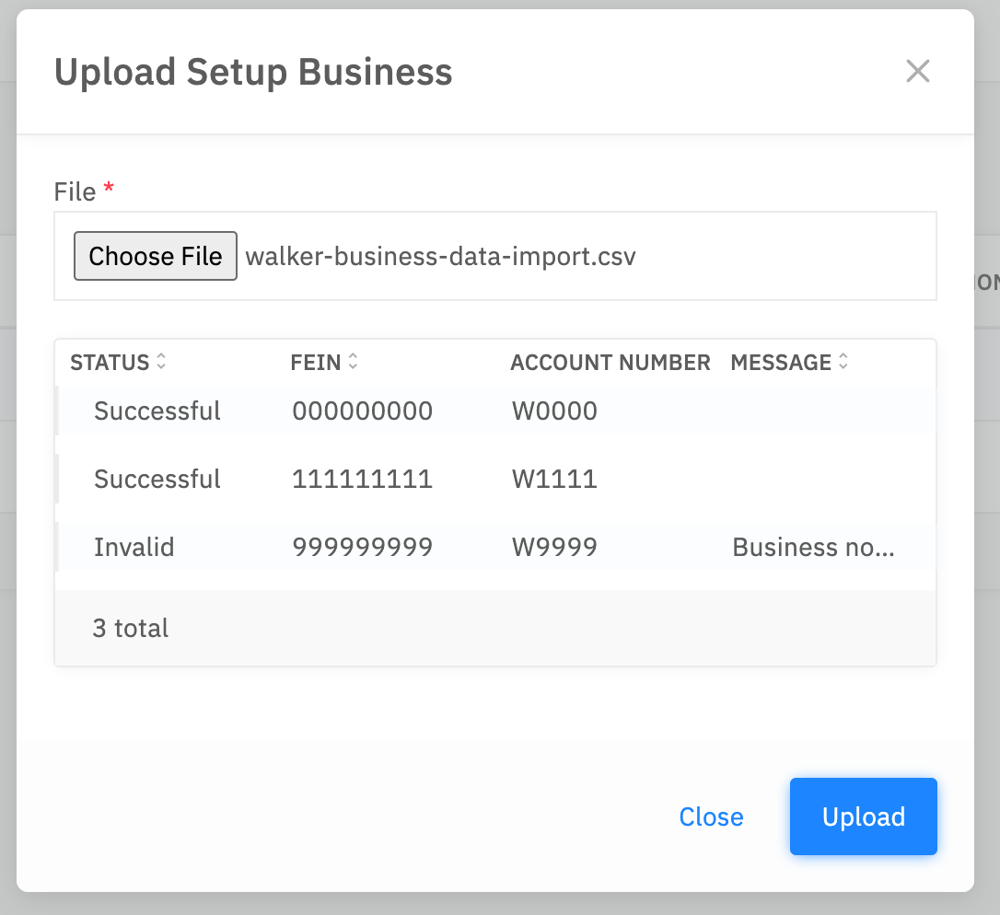 Upload Setup Business
File *
Choose File walker-business-data-import.csv
STATUS FEIN ACCOUNT NUMBER MESSAGE
Successful 000000000 W0000
Successful 111111111 W1111
Invalid 999999999 W9999 Business no...
3 total
Close Upload